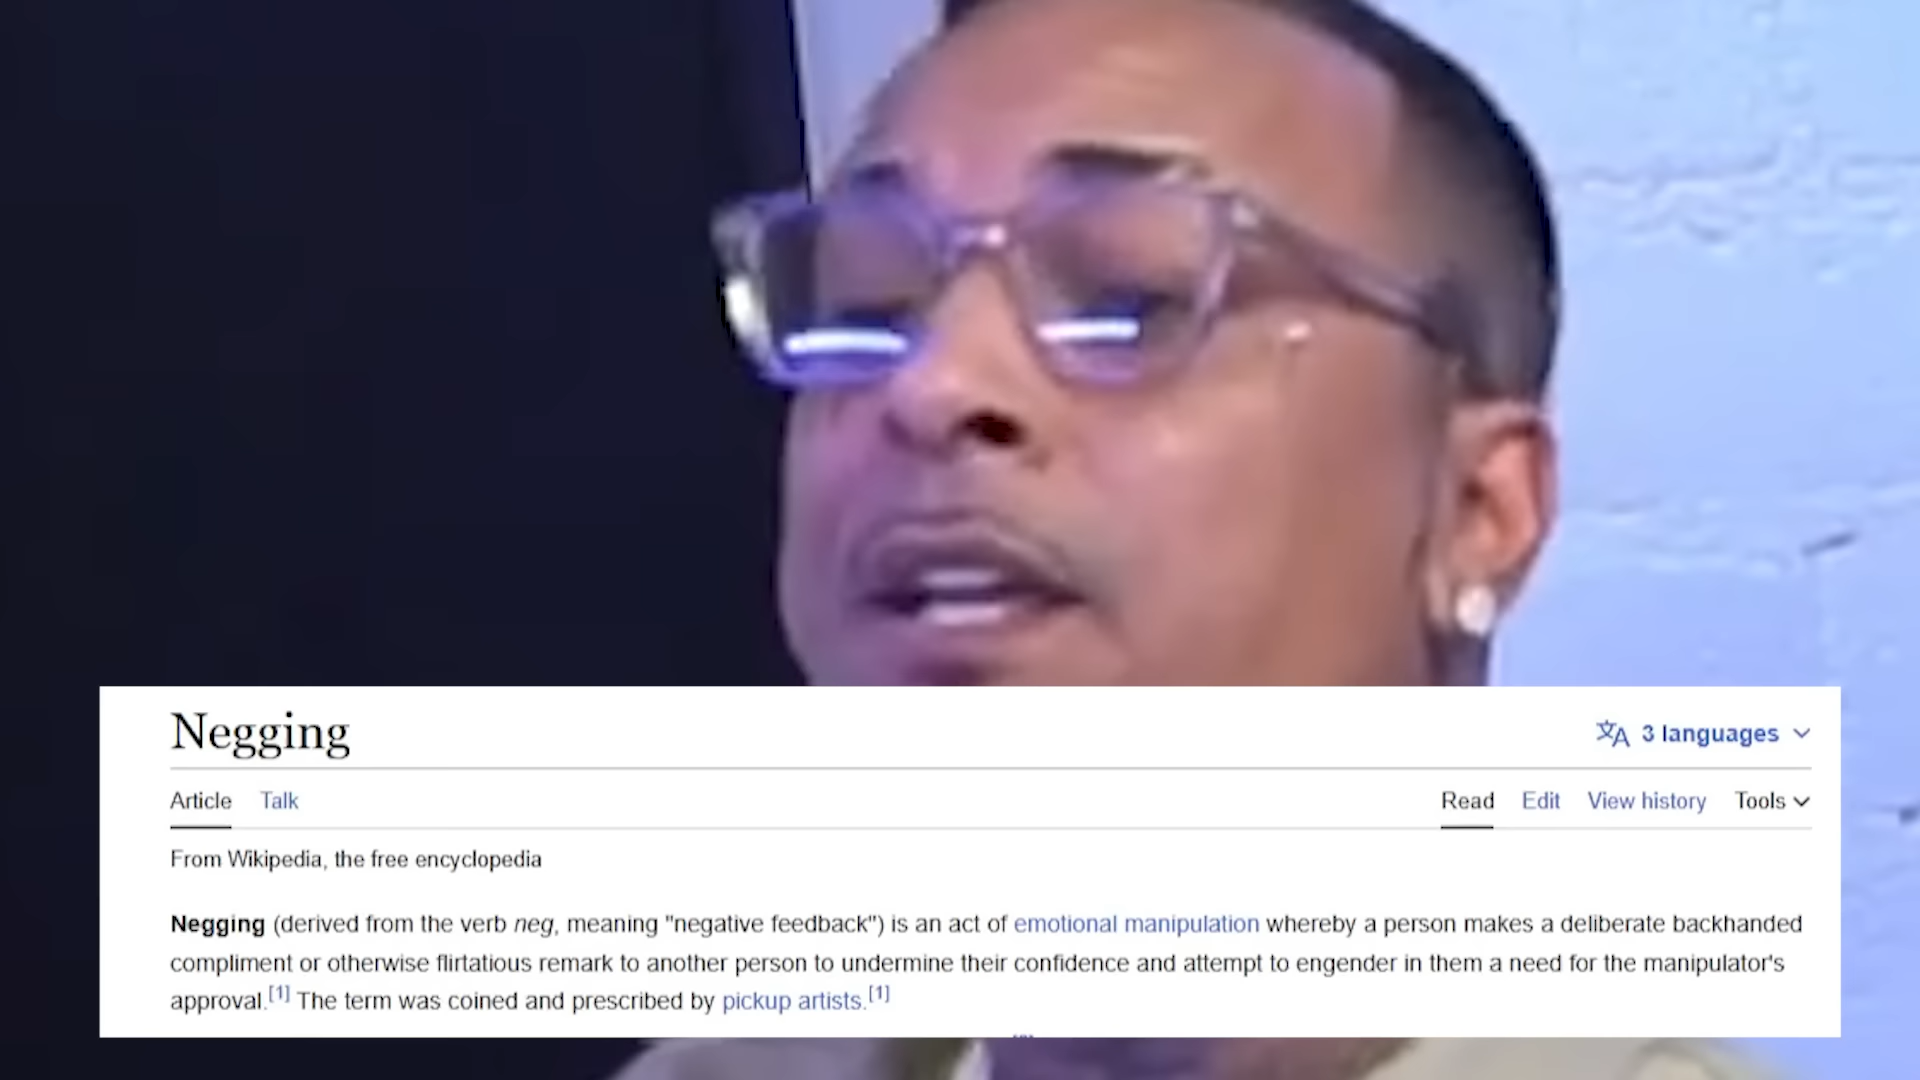 Negging
文A 3 languages
Article Talk
Read Edit View history Tools
From Wikipedia, the free encyclopedia
Negging (derived from the verb neg, meaning "negative feedback") is an act of emotional manipulation whereby a person makes a deliberate backhanded
compliment or otherwise flirtatious remark to another person to undermine their confidence and attempt to engender in them a need for the manipulator's
approval.[1] The term was coined and prescribed by pickup artists.[1]